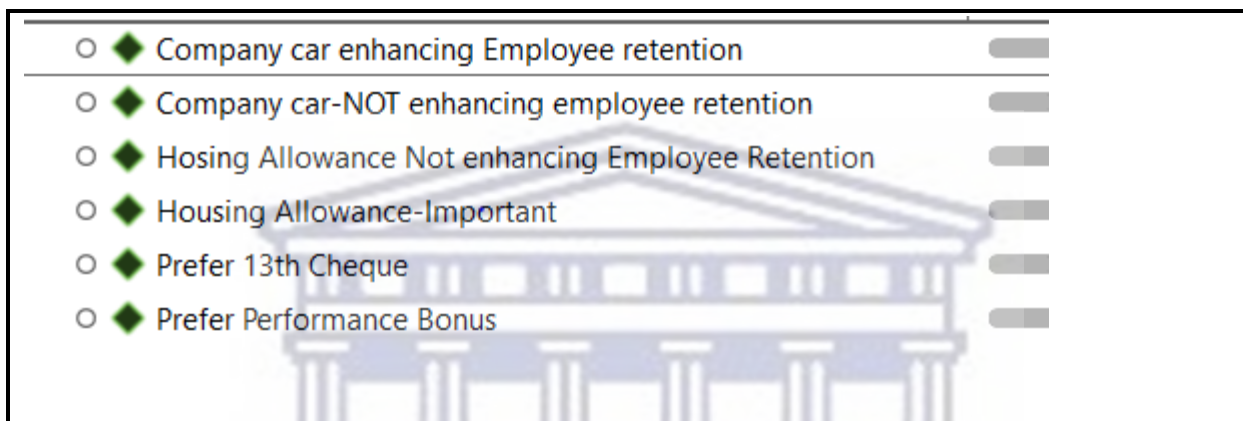 Company car enhancing Employee retention
Company car-NOT enhancing employee retention
Hosing Allowance Not enhancing Employee Retention
Housing Allowance-Important
Prefer 13th Cheque
Prefer Performance Bonus